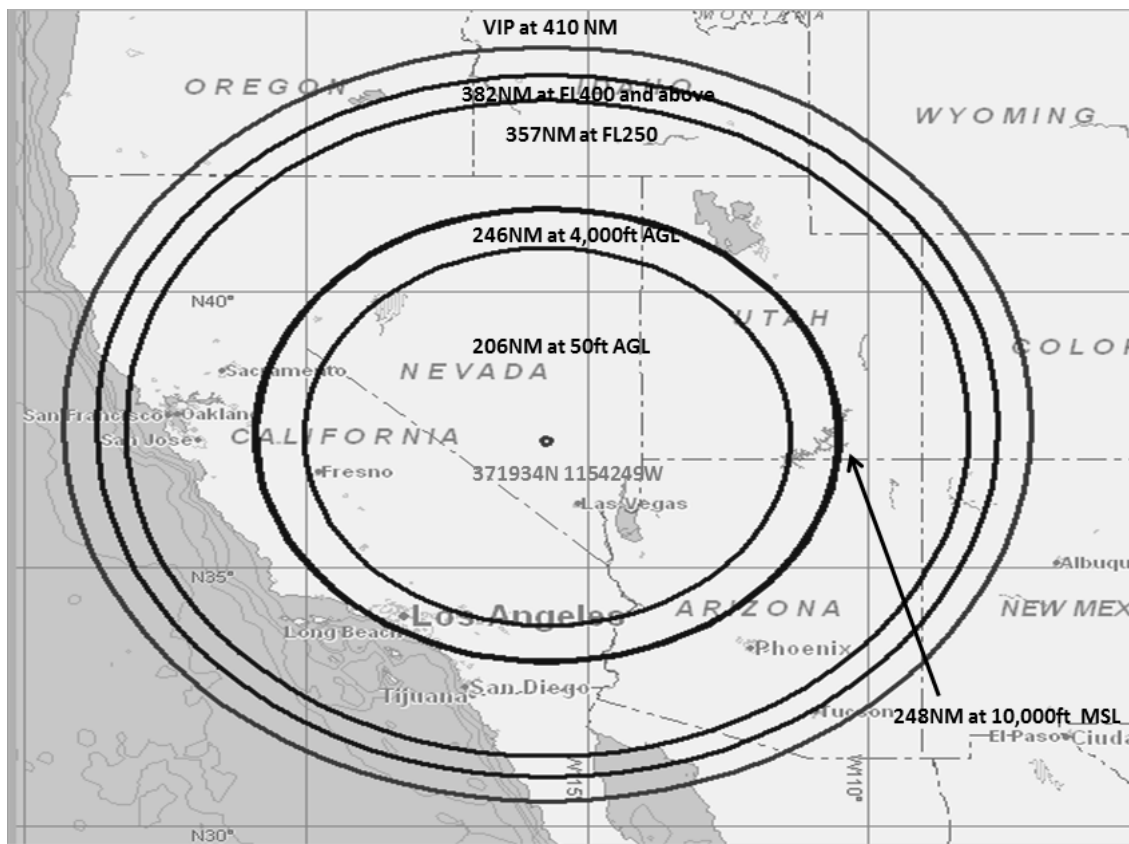 VIP at 410 NM
MONTANA
OREGON
IDAHO
382NM at FL400 and above
WYOMING
357NM at FL250
246NM at 4,000ft AGL
N40°
UTAH
206NM at 50ft AGL
COLOR
Sacramento
NEVADA
San Francisco
Oakland
San Jose
CALIFORNIA
Fresno
371934N 1154249W
Las Vegas
Albuqu
N35°
Los Angeles
ARIZONA
NEW MEX
Long Beach
Phoenix
Tijuana
San Diego
Tucson
248NM at 10,000ft MSL
El Paso
Ciuda
W115°
W110°
N30°